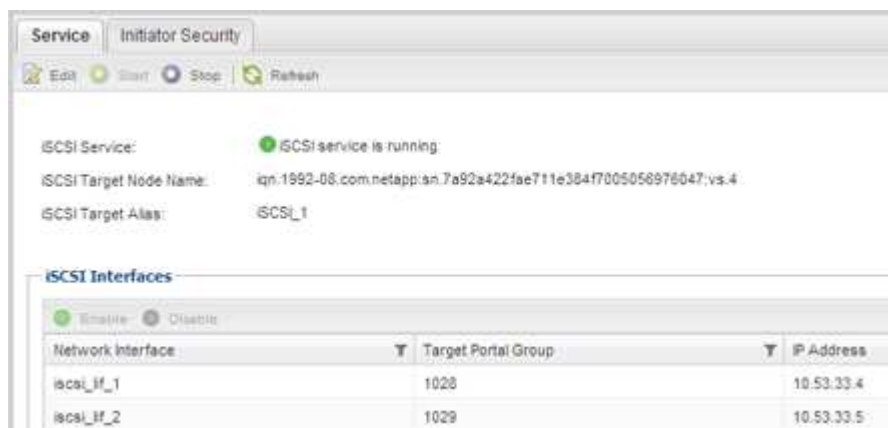 Service Initiator Security
Edit Start Stop Refresh
iSCSI Service: iSCSI service is running
iSCSI Target Node Name: iqn.1992-08.com.netapp:sn.7a92a422fae711e384f7005056976047:vs.4
iSCSI Target Alias: iSCSI_1
iSCSI Interfaces
Enable Disable
Network Interface Target Portal Group IP Address
iscsi_lif_1 1028 10.53.33.4
iscsi_lif_2 1029 10.53.33.5